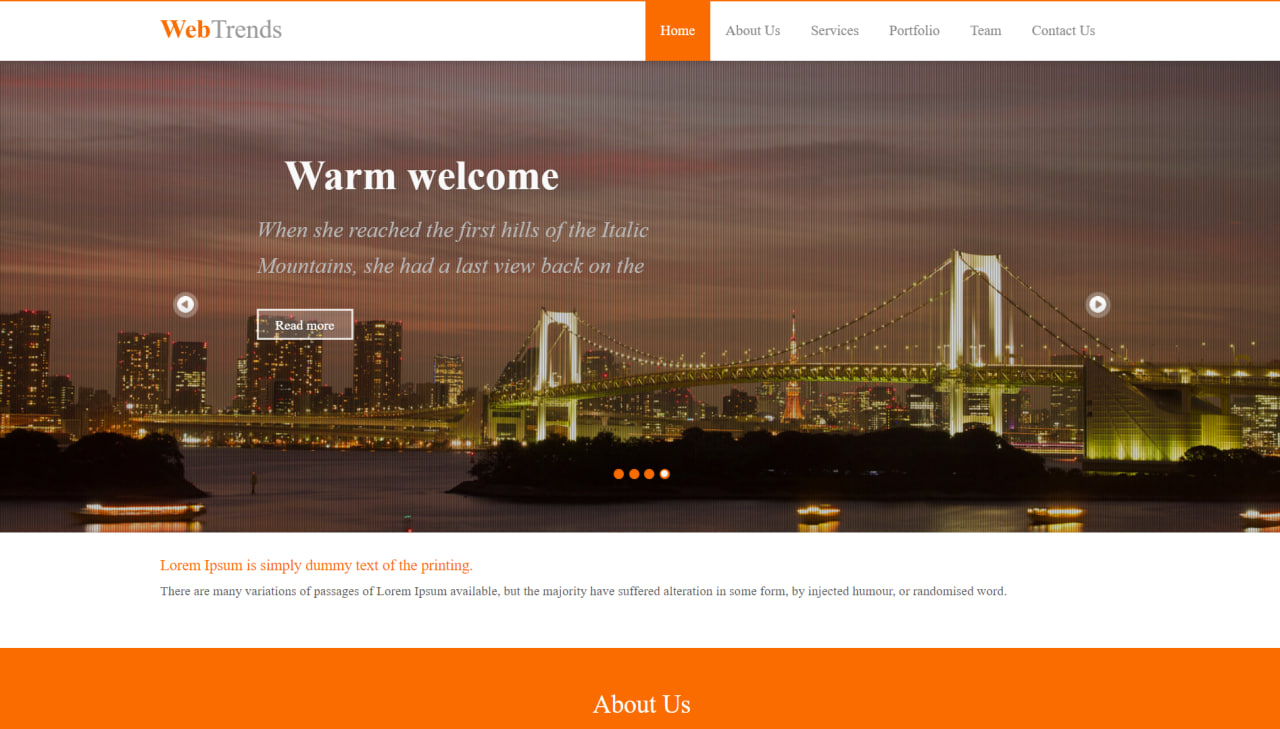 WebTrends
Home About Us Services Portfolio Team Contact Us
Warm welcome
When she reached the first hills of the Italic
Mountains, she had a last view back on the
Read more
Lorem Ipsum is simply dummy text of the printing.
There are many variations of passages of Lorem Ipsum available, but the majority have suffered alteration in some form, by injected humour, or randomised word.
About Us